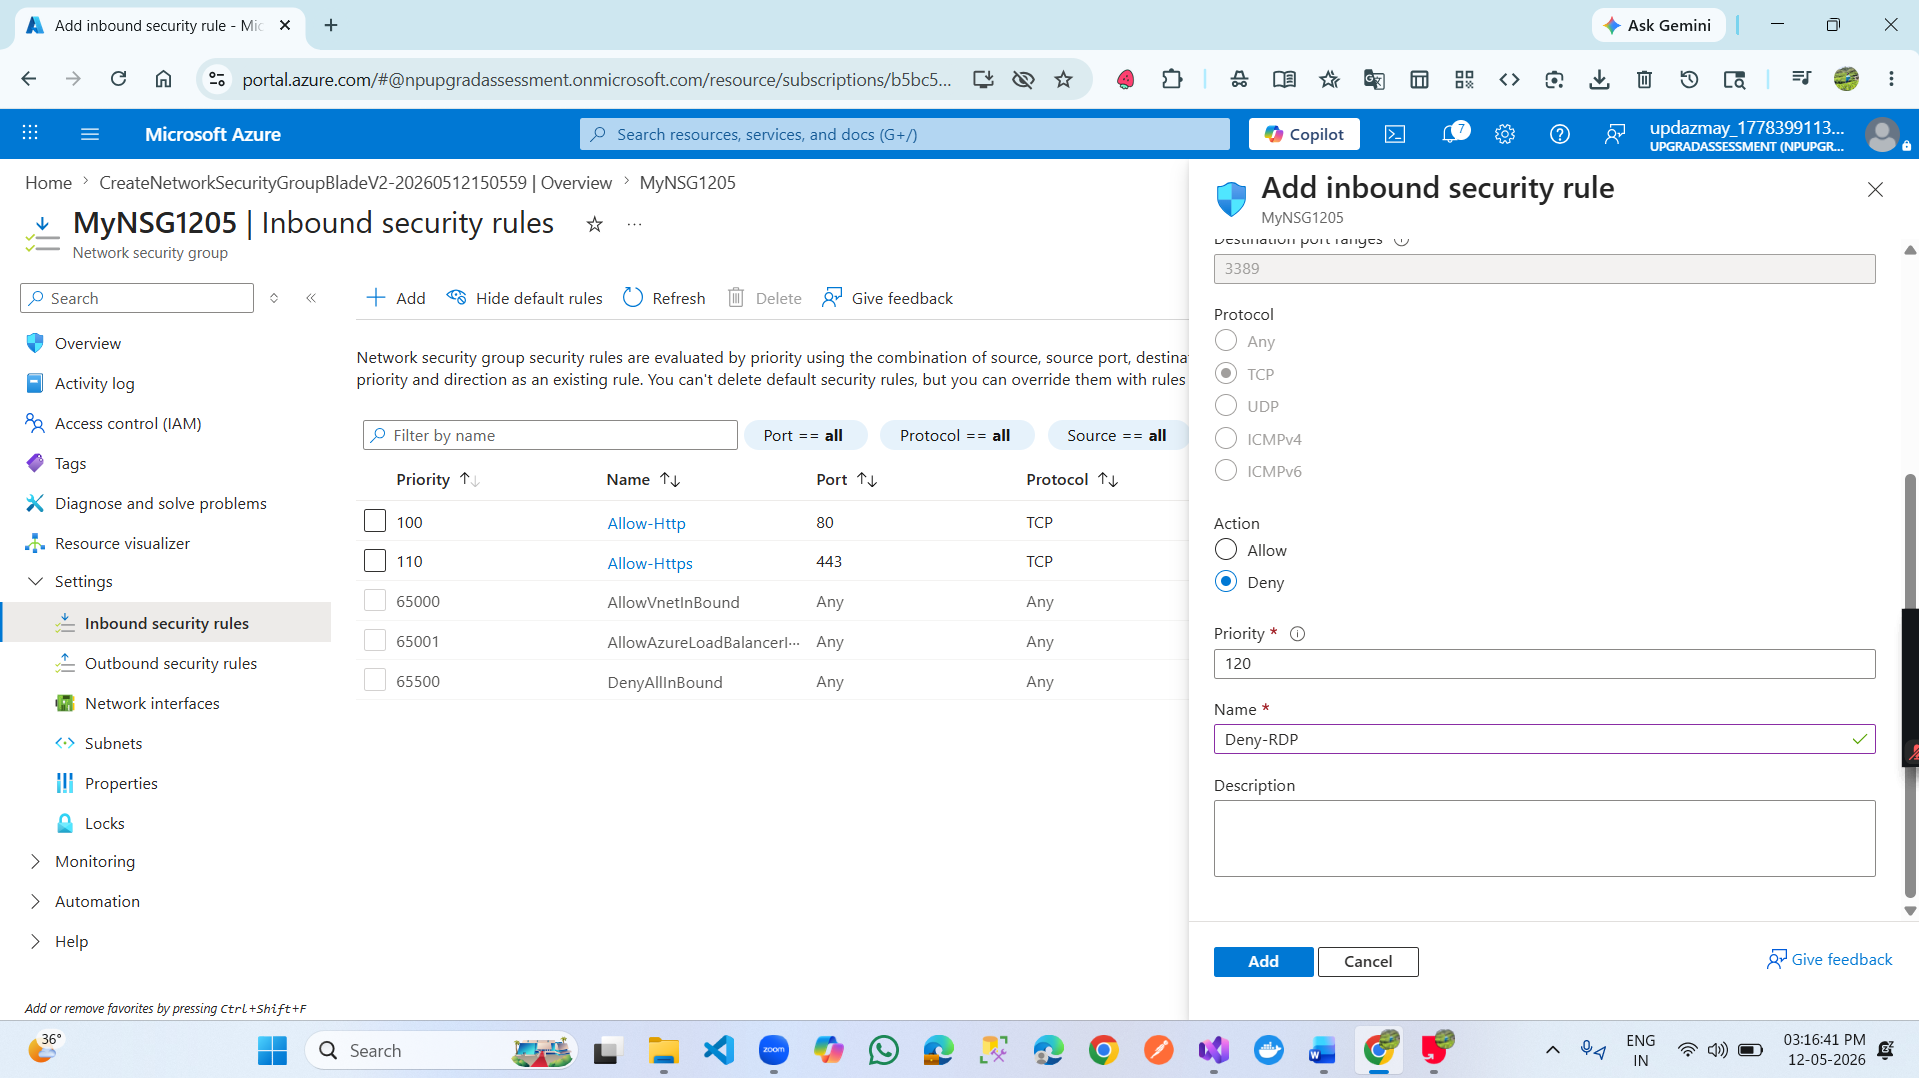 Add inbound security rule - Mic
Ask Gemini
portal.azure.com/#@npupgradassessment.onmicrosoft.com/resource/subscriptions/b5bc5...
Microsoft Azure
Search resources, services, and docs (G+/)
Copilot
7
updazmay_1778399113...
UPGRADASSESSMENT (NPUPGR...
Home > CreateNetworkSecurityGroupBladeV2-20260512150559 | Overview > MyNSG1205
MyNSG1205 | Inbound security rules
Network security group
Search
Overview
Activity log
Access control (IAM)
Tags
Diagnose and solve problems
Resource visualizer
Settings
Inbound security rules
Outbound security rules
Network interfaces
Subnets
Properties
Locks
Monitoring
Automation
Help
Add or remove favorites by pressing Ctrl+Shift+F
Add
Hide default rules
Refresh
Delete
Give feedback
Network security group security rules are evaluated by priority using the combination of source, source port, destinat
priority and direction as an existing rule. You can't delete default security rules, but you can override them with rules
Filter by name
Port == all
Protocol == all
Source == all
Priority Name Port Protocol
100 Allow-Http 80 TCP
110 Allow-Https 443 TCP
65000 AllowVnetInBound Any Any
65001 AllowAzureLoadBalancerI... Any Any
65500 DenyAllInBound Any Any
Add inbound security rule
MyNSG1205
Destination port ranges
3389
Protocol
Any
TCP
UDP
ICMPv4
ICMPv6
Action
Allow
Deny
Priority *
120
Name *
Deny-RDP
Description
Add
Cancel
Give feedback
36°
Search
zoom
ENG
IN
03:16:41 PM
12-05-2026